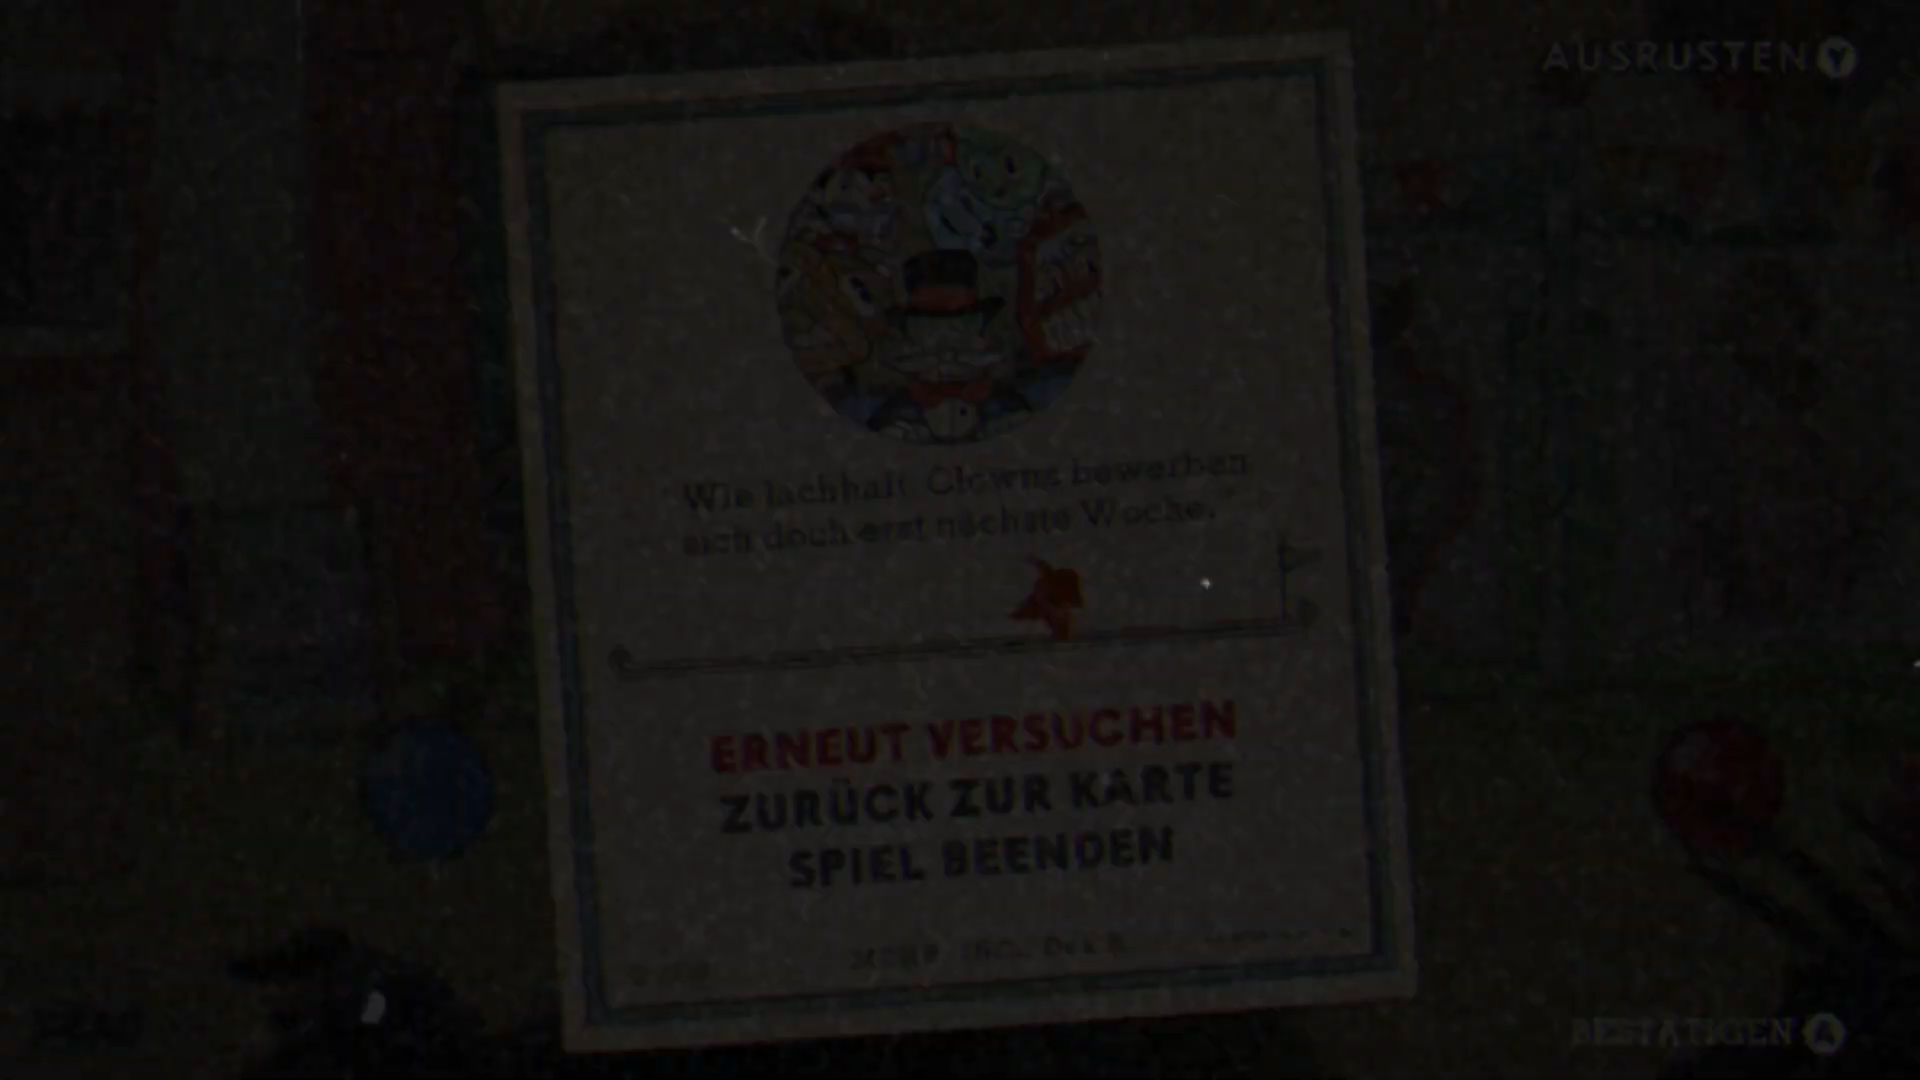 AUSRÜSTEN Y
Wie lachhaft. Clowns bewerben
sich doch erst nächste Woche."
ERNEUT VERSUCHEN
ZURÜCK ZUR KARTE
SPIEL BEENDEN
BESTÄTIGEN A